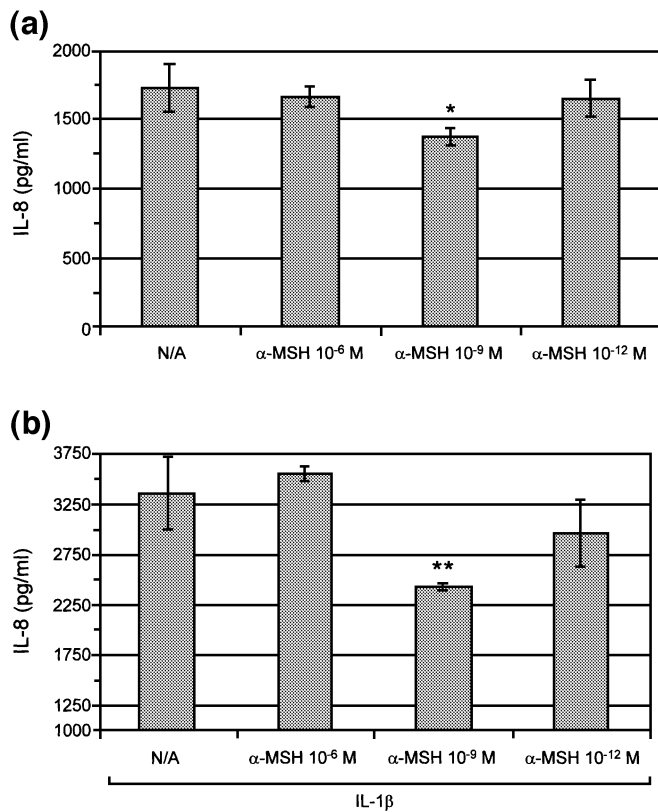 (a)
2000
1500
1000
500
0
IL-8 (pg/ml)
*
N/A α-MSH 10⁻⁶ M α-MSH 10⁻⁹ M α-MSH 10⁻¹² M
(b)
3750
3250
2750
2250
1750
1250
1000
IL-8 (pg/ml)
**
N/A α-MSH 10⁻⁶ M α-MSH 10⁻⁹ M α-MSH 10⁻¹² M
IL-1β